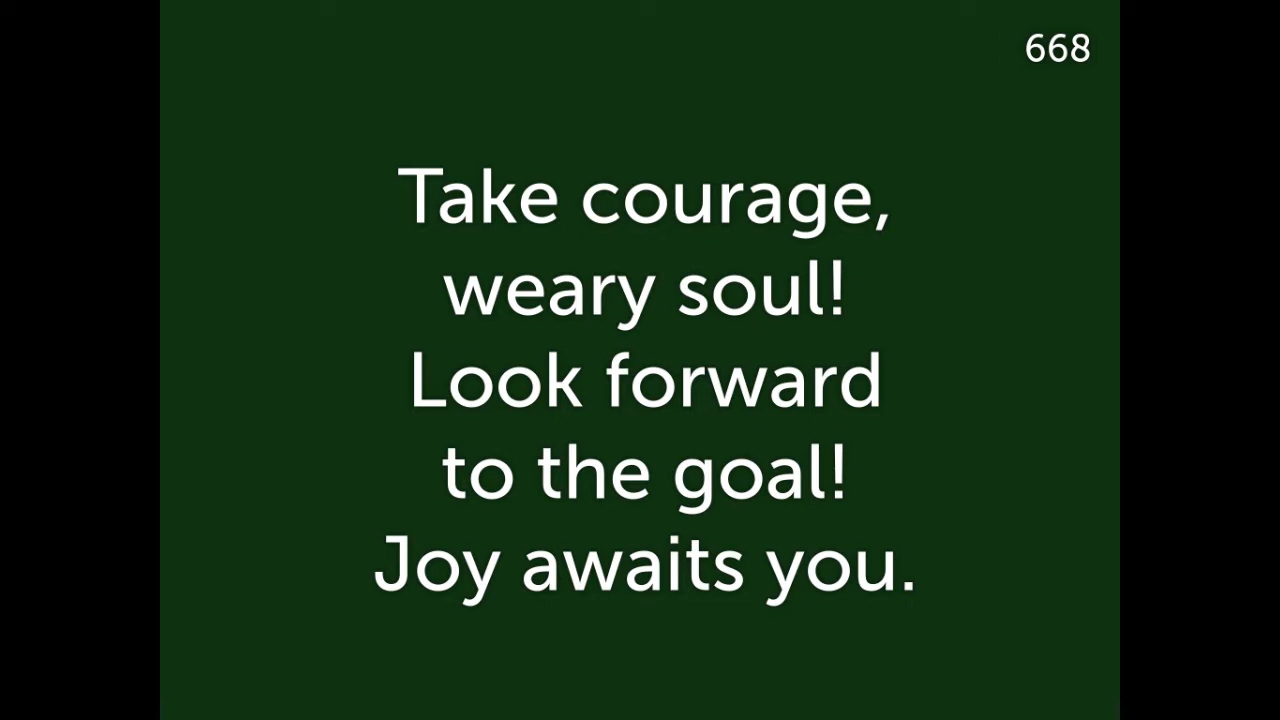 668
Take courage,
weary soul!
Look forward
to the goal!
Joy awaits you.